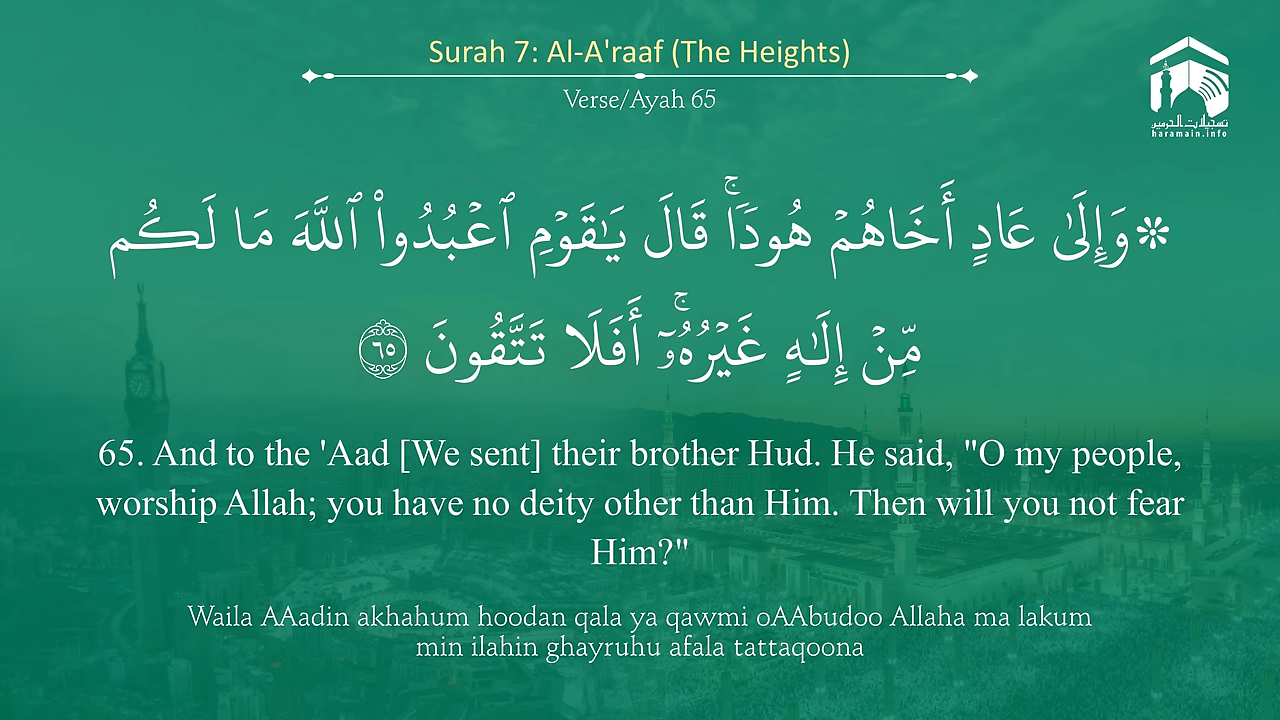 Surah 7: Al-A'raaf (The Heights)
Verse/Ayah 65
تسجيلات الحرمين
haramain.info
۞وَإِلَىٰ عَادٍ أَخَاهُمۡ هُودٗاۚ قَالَ يَٰقَوۡمِ ٱعۡبُدُواْ ٱللَّهَ مَا لَكُم
مِّنۡ إِلَٰهٍ غَيۡرُهُۥٓۚ أَفَلَا تَتَّقُونَ ٦٥
65. And to the 'Aad [We sent] their brother Hud. He said, "O my people,
worship Allah; you have no deity other than Him. Then will you not fear
Him?"
Waila AAadin akhahum hoodan qala ya qawmi oAAbudoo Allaha ma lakum
min ilahin ghayruhu afala tattaqoona